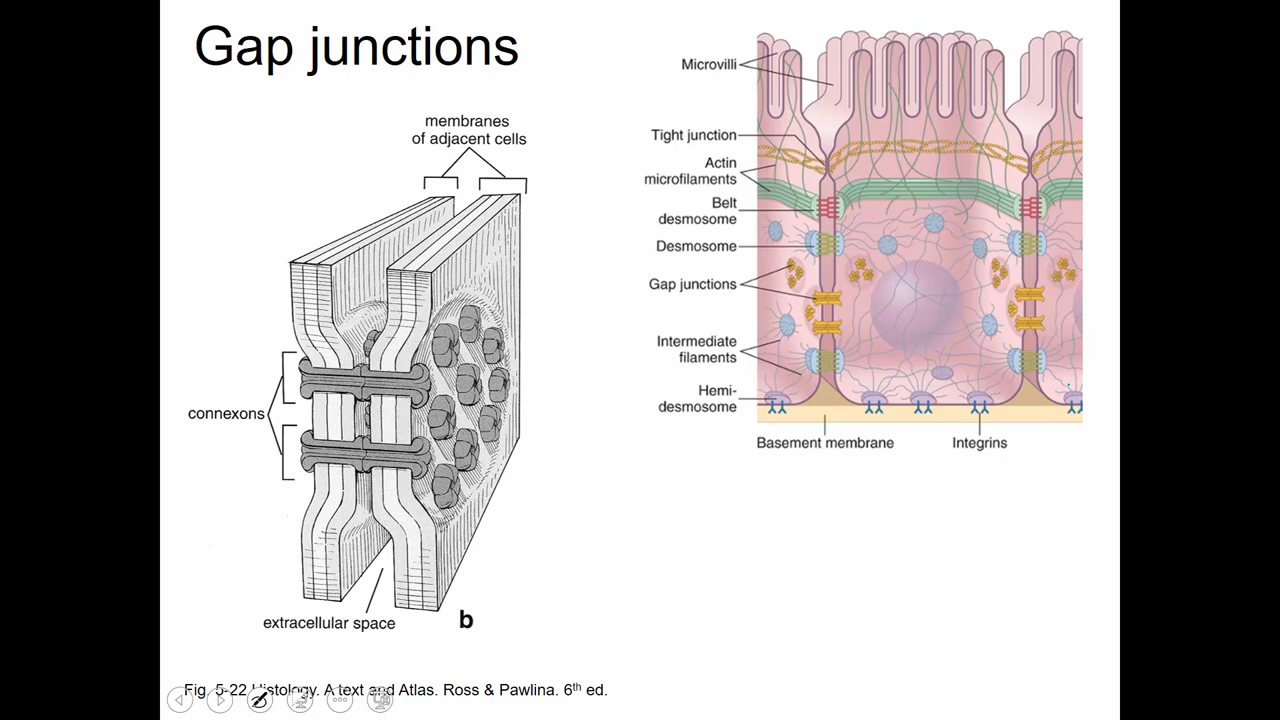 Gap junctions
membranes
of adjacent cells
connexons
extracellular space
b
Microvilli
Tight junction
Actin
microfilaments
Belt
desmosome
Desmosome
Gap junctions
Intermediate
filaments
Hemi-
desmosome
Basement membrane
Integrins
Fig. 5-22 Histology. A text and Atlas. Ross & Pawlina. 6th ed.